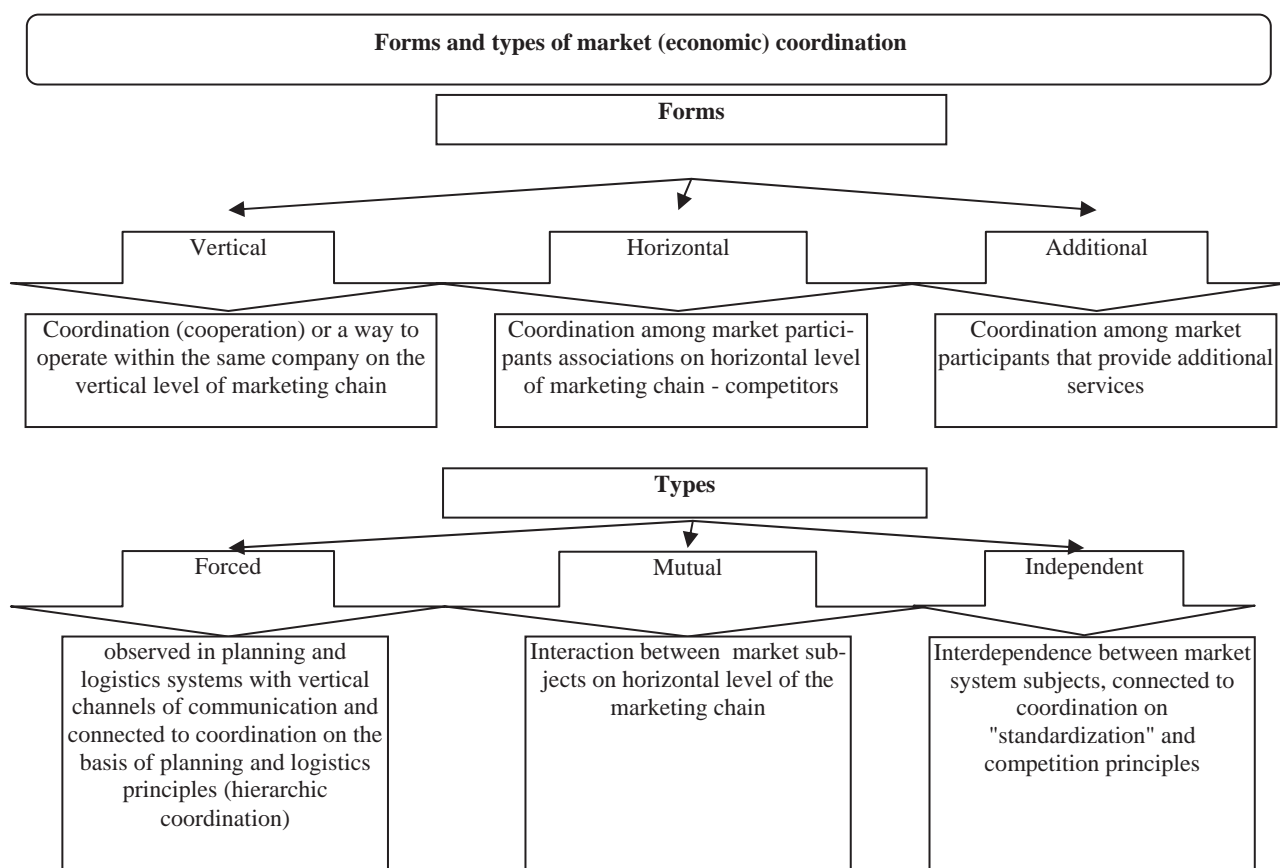 Forms and types of market (economic) coordination
Forms
Vertical
Horizontal
Additional
Coordination (cooperation) or a way to
operate within the same company on the
vertical level of marketing chain
Coordination among market partici-
pants associations on horizontal level
of marketing chain - competitors
Coordination among market
participants that provide additional
services
Types
Forced
Mutual
Independent
observed in planning and
logistics systems with vertical
channels of communication and
connected to coordination on the
basis of planning and logistics
principles (hierarchic
coordination)
Interaction between market sub-
jects on horizontal level of the
marketing chain
Interdependence between market
system subjects, connected to
coordination on
"standardization" and
competition principles